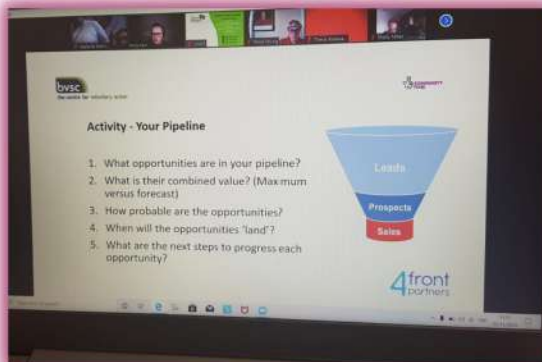 bvsc
the centre for voluntary action
Activity - Your Pipeline
1. What opportunities are in your pipeline?
2. What is their combined value? (Maximum
versus forecast)
3. How probable are the opportunities?
4. When will the opportunities 'land'?
5. What are the next steps to progress each
opportunity?
Leads
Prospects
Sales
4front
partners